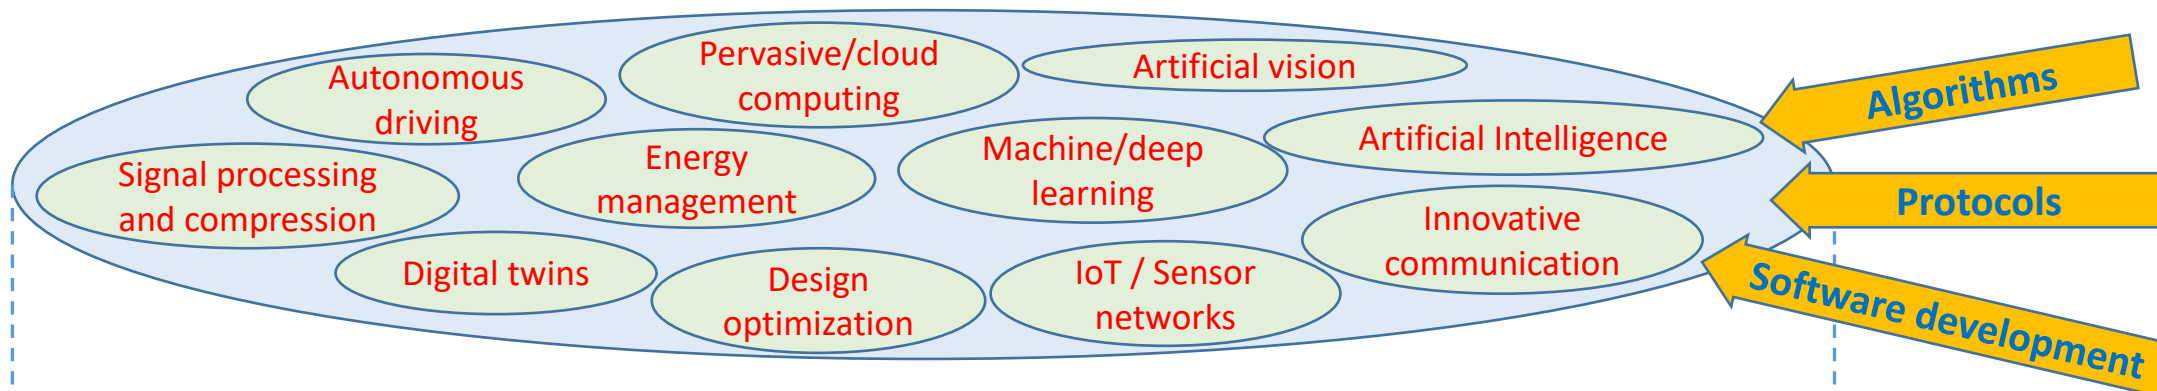 Autonomous
driving
Pervasive/cloud
computing
Artificial vision
Algorithms
Signal processing
and compression
Energy
management
Machine/deep
learning
Artificial Intelligence
Protocols
Digital twins
Design
optimization
IoT / Sensor
networks
Innovative
communication
Software development